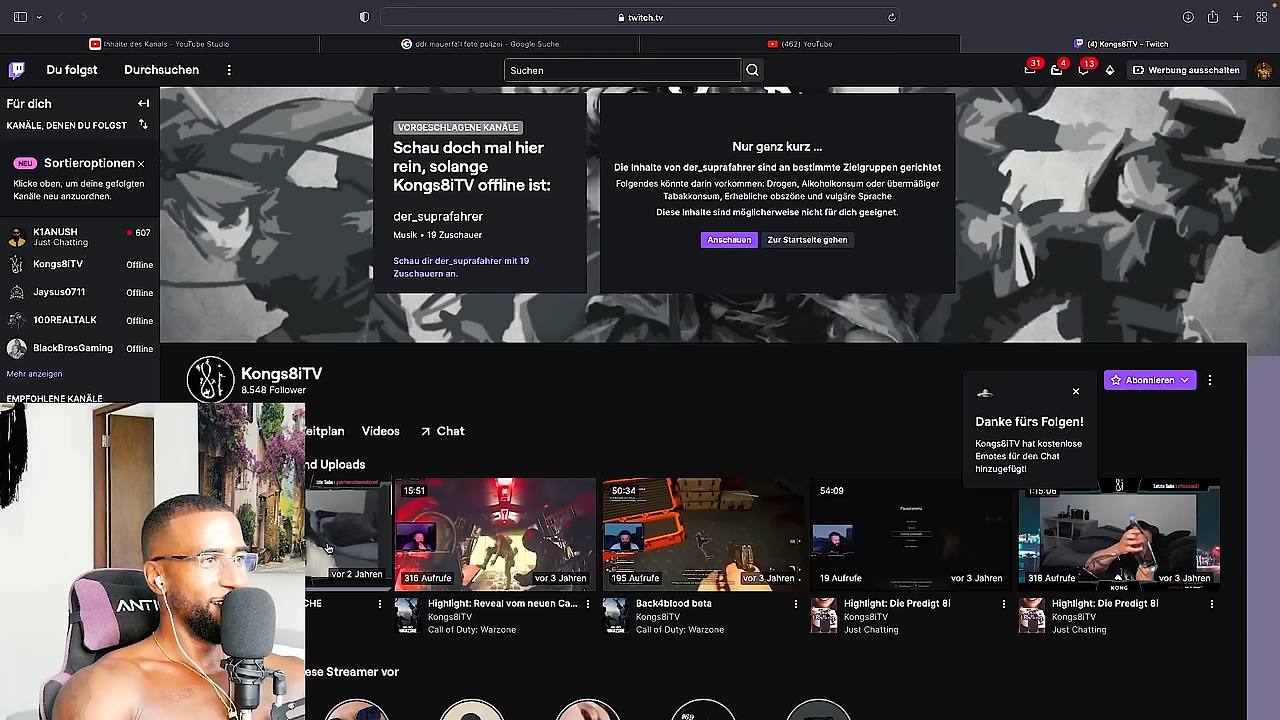 twitch.tv
Inhalte des Kanals - YouTube Studio
ddr mauerfall foto polizei - Google Suche
(462) YouTube
(4) Kongs8iTV - Twitch
Du folgst
Durchsuchen
Suchen
31
4
13
Werbung ausschalten
Für dich
KANÄLE, DENEN DU FOLGST
NEU
Sortieroptionen
Klicke oben, um deine gefolgten
Kanäle neu anzuordnen.
K1ANUSH
607
Just Chatting
Kongs8iTV
Offline
Jaysus0711
Offline
100REALTALK
Offline
BlackBrosGaming
Offline
Mehr anzeigen
EMPFOHLENE KANÄLE
VORGESCHLAGENE KANÄLE
Schau doch mal hier
rein, solange
Kongs8iTV offline ist:
der_suprafahrer
Musik • 19 Zuschauer
Schau dir der_suprafahrer mit 19
Zuschauern an.
Nur ganz kurz ...
Die Inhalte von der_suprafahrer sind an bestimmte Zielgruppen gerichtet
Folgendes könnte darin vorkommen: Drogen, Alkoholkonsum oder übermäßiger
Tabakkonsum, Erhebliche obszöne und vulgäre Sprache
Diese Inhalte sind möglicherweise nicht für dich geeignet.
Anschauen
Zur Startseite gehen
Kongs8iTV
8.548 Follower
Abonnieren
Danke fürs Folgen!
Kongs8iTV hat kostenlose
Emotes für den Chat
hinzugefügt!
eitplan
Videos
Chat
nd Uploads
vor 2 Jahren
CHE
15:51
316 Aufrufe
vor 3 Jahren
Highlight: Reveal vom neuen Ca...
Kongs8iTV
Call of Duty: Warzone
50:34
195 Aufrufe
vor 3 Jahren
Back4blood beta
Kongs8iTV
Call of Duty: Warzone
54:09
19 Aufrufe
vor 3 Jahren
Highlight: Die Predigt 8!
Kongs8iTV
Just Chatting
1:15:06
KONG
318 Aufrufe
vor 3 Jahren
Highlight: Die Predigt 8!
Kongs8iTV
Just Chatting
ese Streamer vor
ANTI